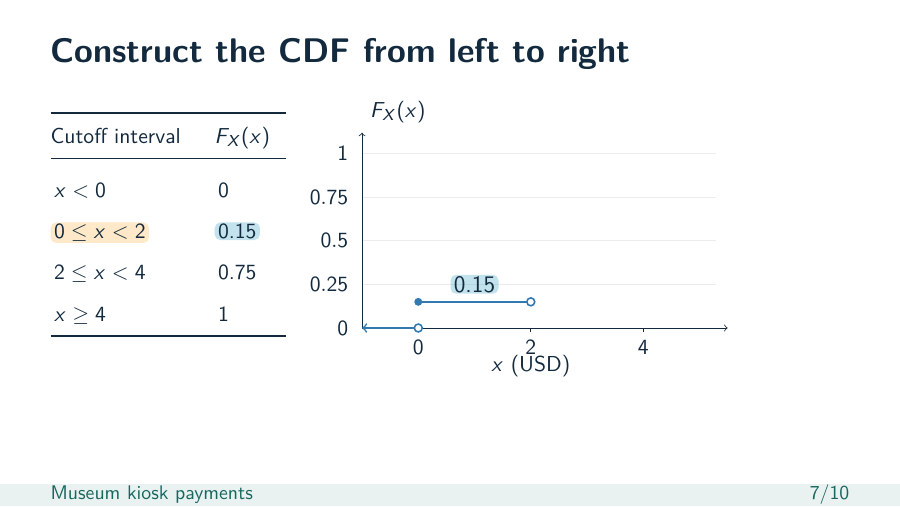 Construct the CDF from left to right
Cutoff interval F_X(x)
x < 0 0
0 ≤ x < 2 0.15
2 ≤ x < 4 0.75
x ≥ 4 1
F_X(x)
1
0.75
0.5
0.25
0
0.15
0 2 4
x (USD)
Museum kiosk payments 7/10